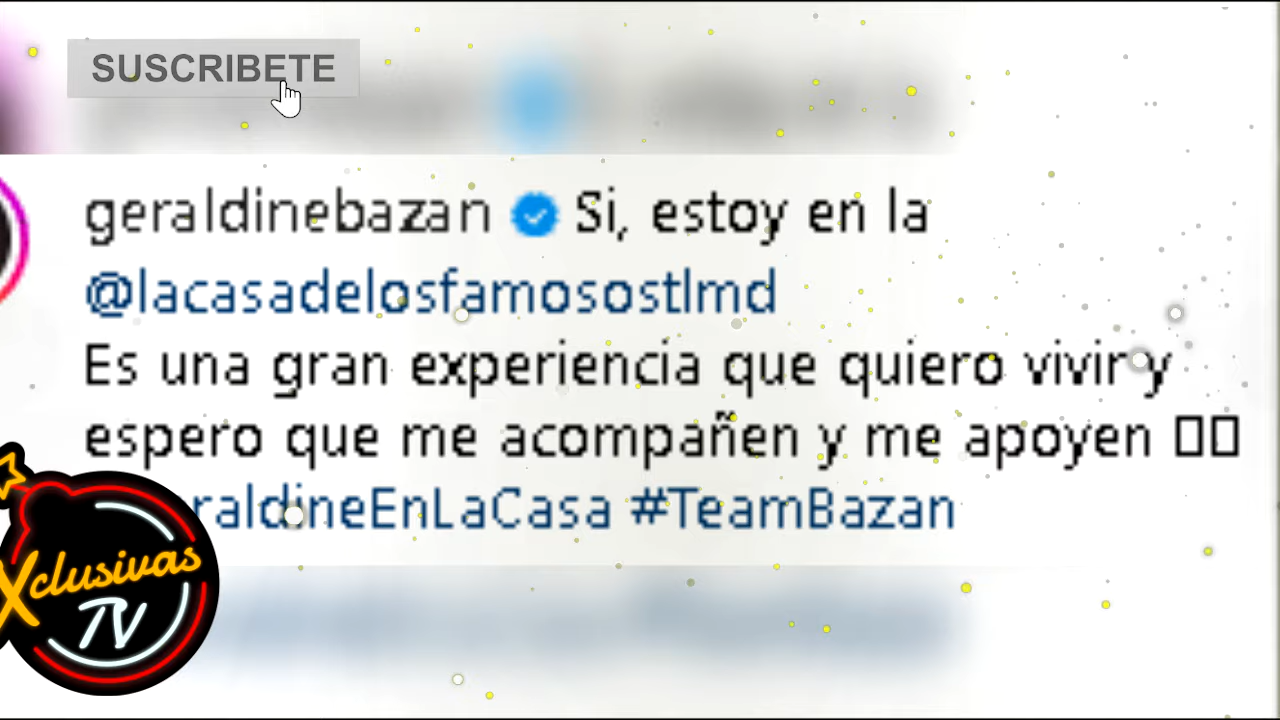 SUSCRIBETE
geraldinebazan Si, estoy en la
@lacasadelosfamosostlmd
Es una gran experiencia que quiero vivir y
espero que me acompañen y me apoyen
raldineEnLaCasa #TeamBazan
Xclusivas
TV